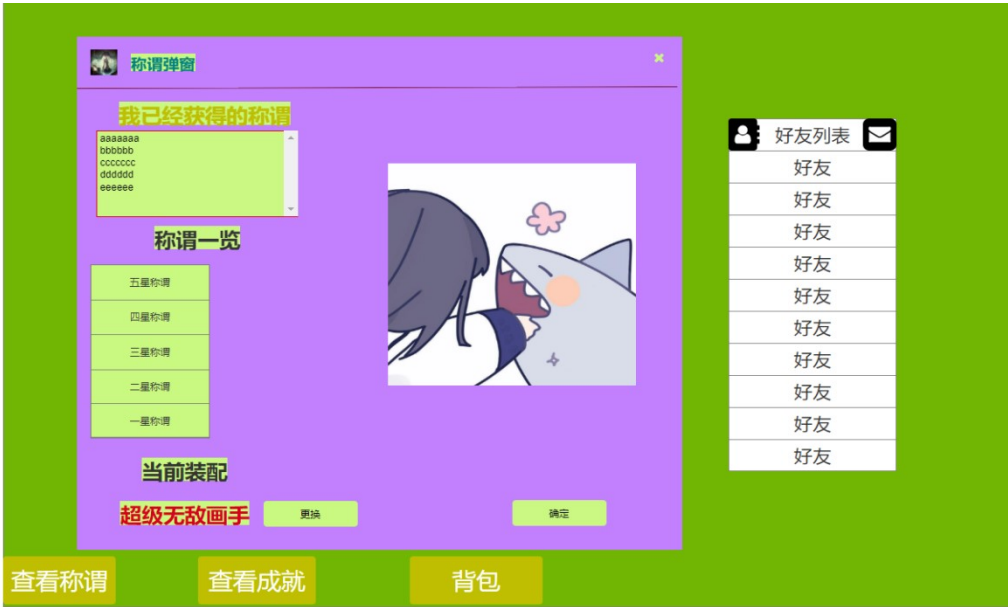 称谓弹窗
我已经获得的称谓
aaaaaaa
bbbbbb
ccccccc
dddddd
eeeeee
称谓一览
五星称谓
四星称谓
三星称谓
二星称谓
一星称谓
当前装配
超级无敌画手
更换
确定
好友列表
好友
好友
好友
好友
好友
好友
好友
好友
好友
好友
查看称谓
查看成就
背包